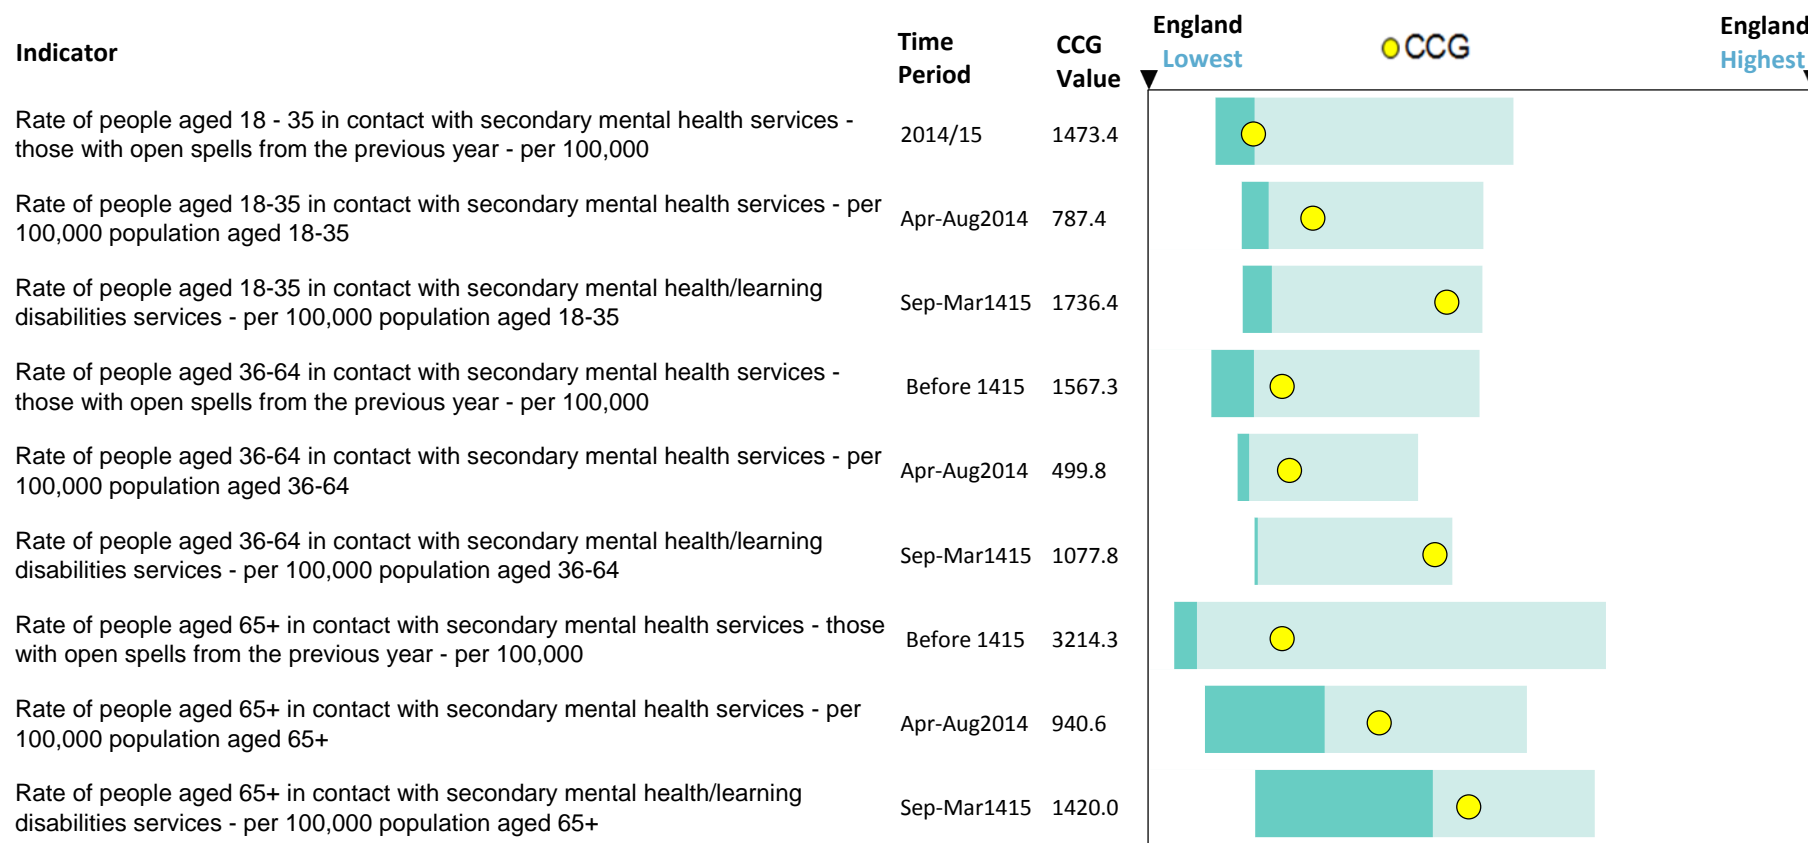 Indicator
Time
Period
CCG
Value
England
Lowest
CCG
England
Highest
Rate of people aged 18 - 35 in contact with secondary mental health services -
those with open spells from the previous year - per 100,000
2014/15
1473.4
Rate of people aged 18-35 in contact with secondary mental health services - per
100,000 population aged 18-35
Apr-Aug2014
787.4
Rate of people aged 18-35 in contact with secondary mental health/learning
disabilities services - per 100,000 population aged 18-35
Sep-Mar1415
1736.4
Rate of people aged 36-64 in contact with secondary mental health services -
those with open spells from the previous year - per 100,000
Before 1415
1567.3
Rate of people aged 36-64 in contact with secondary mental health services - per
100,000 population aged 36-64
Apr-Aug2014
499.8
Rate of people aged 36-64 in contact with secondary mental health/learning
disabilities services - per 100,000 population aged 36-64
Sep-Mar1415
1077.8
Rate of people aged 65+ in contact with secondary mental health services - those
with open spells from the previous year - per 100,000
Before 1415
3214.3
Rate of people aged 65+ in contact with secondary mental health services - per
100,000 population aged 65+
Apr-Aug2014
940.6
Rate of people aged 65+ in contact with secondary mental health/learning
disabilities services - per 100,000 population aged 65+
Sep-Mar1415
1420.0